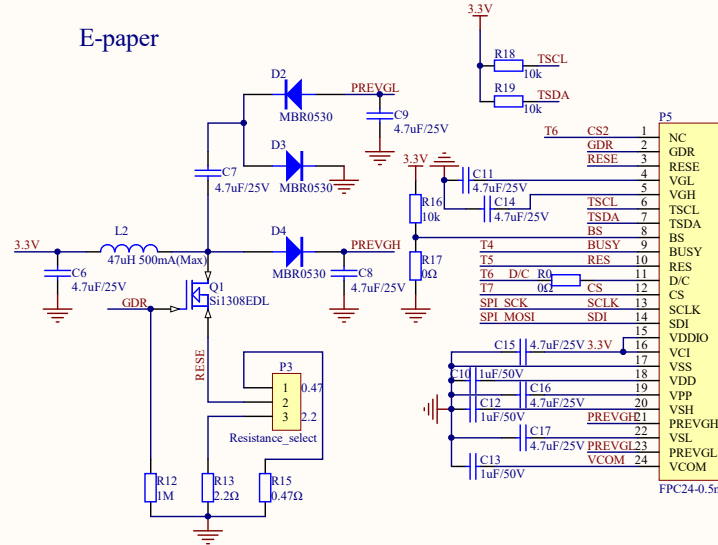 E-paper
3.3V
R18
10k
TSCL
R19
10k
TSDA
D2
PREVGL
MBR0530
C9
4.7uF/25V
D3
MBR0530
C7
4.7uF/25V
L2
3.3V
47uH 500mA(Max)
C6
4.7uF/25V
D4
PREVGH
MBR0530
C8
4.7uF/25V
Q1
Si1308EDL
GDR
RESE
P3
1
0.47
2
3
2.2
Resistance_select
R12
1M
R13
2.2Ω
R15
0.47Ω
3.3V
R16
10k
R17
0Ω
C11
4.7uF/25V
C14
4.7uF/25V
P5
T6 CS2 1 NC
GDR 2 GDR
RESE 3 RESE
4 VGL
5 VGH
TSCL 6 TSCL
TSDA 7 TSDA
BS 8 BS
T4 BUSY 9 BUSY
T5 RES 10 RES
T6 D/C R0 11 D/C
0Ω
T7 CS 12 CS
SPI_SCK SCLK 13 SCLK
SPI_MOSI SDI 14 SDI
15 VDDIO
C15 4.7uF/25V 3.3V 16 VCI
17 VSS
C10 1uF/50V 18 VDD
C16 19 VPP
4.7uF/25V
C12 20 VSH
1uF/50V
PREVGH 21 PREVGH
C17 22 VSL
4.7uF/25V
PREVGL 23 PREVGL
C13 VCOM 24 VCOM
1uF/50V